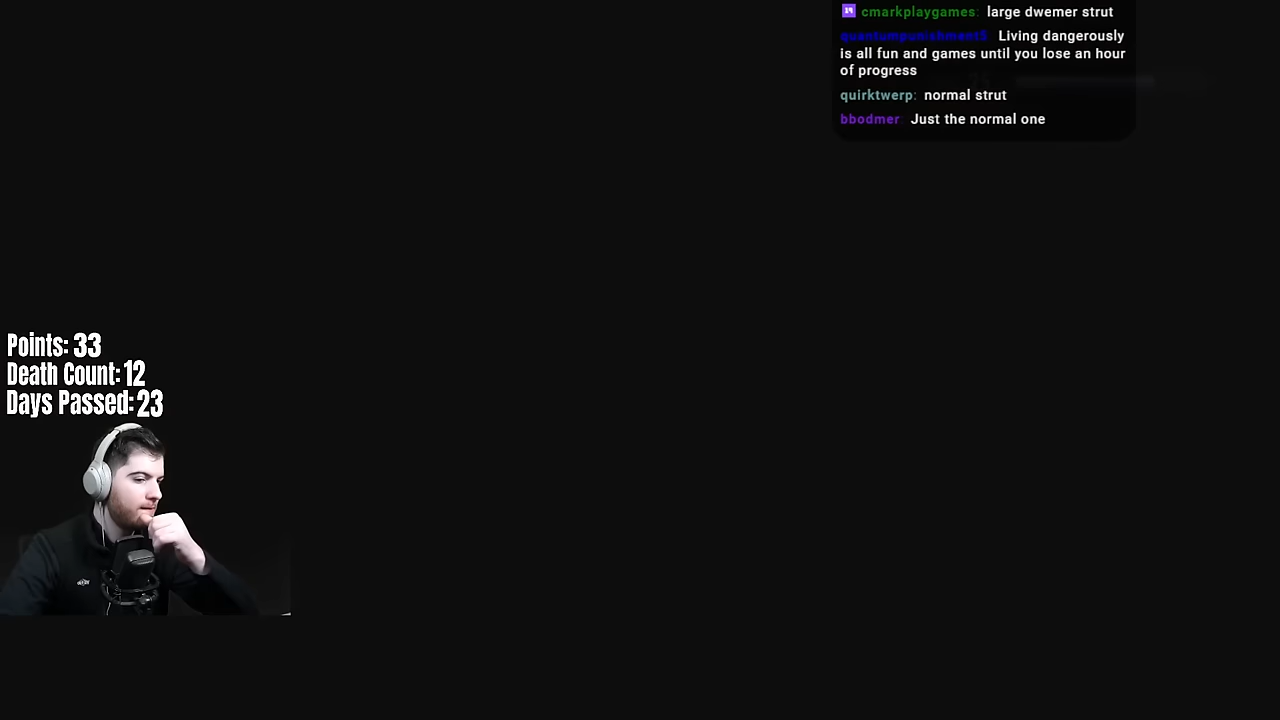 cmarkplaygames: large dwemer strut
quantumpunishment5: Living dangerously
is all fun and games until you lose an hour
of progress
quirktwerp: normal strut
bbodmer: Just the normal one
Points: 33
Death Count: 12
Days Passed: 23